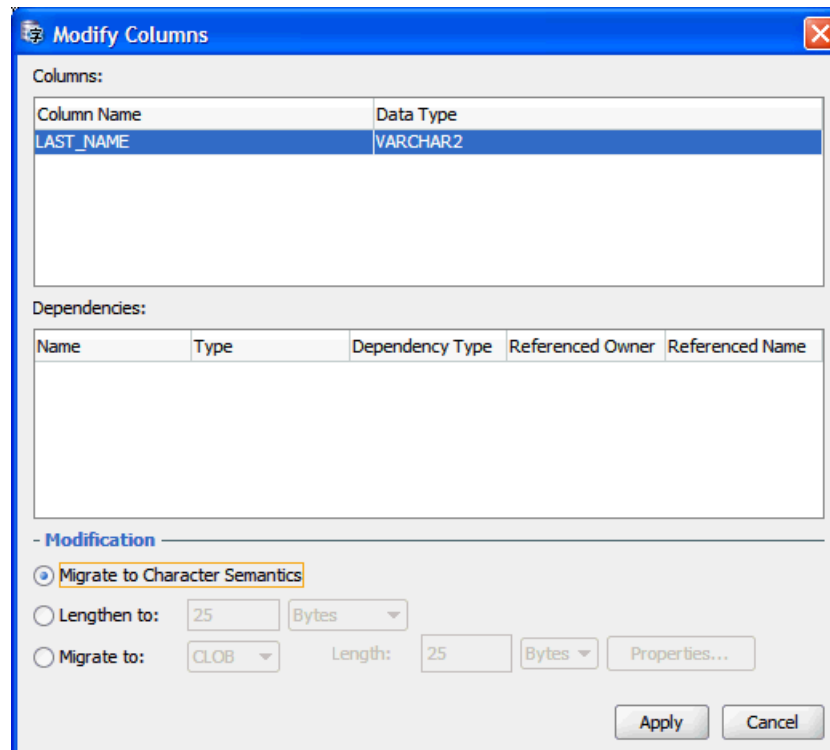 Modify Columns
Columns:
Column Name Data Type
LAST_NAME VARCHAR2
Dependencies:
Name Type Dependency Type Referenced Owner Referenced Name
- Modification
Migrate to Character Semantics
Lengthen to: 25 Bytes
Migrate to: CLOB Length: 25 Bytes Properties...
Apply Cancel